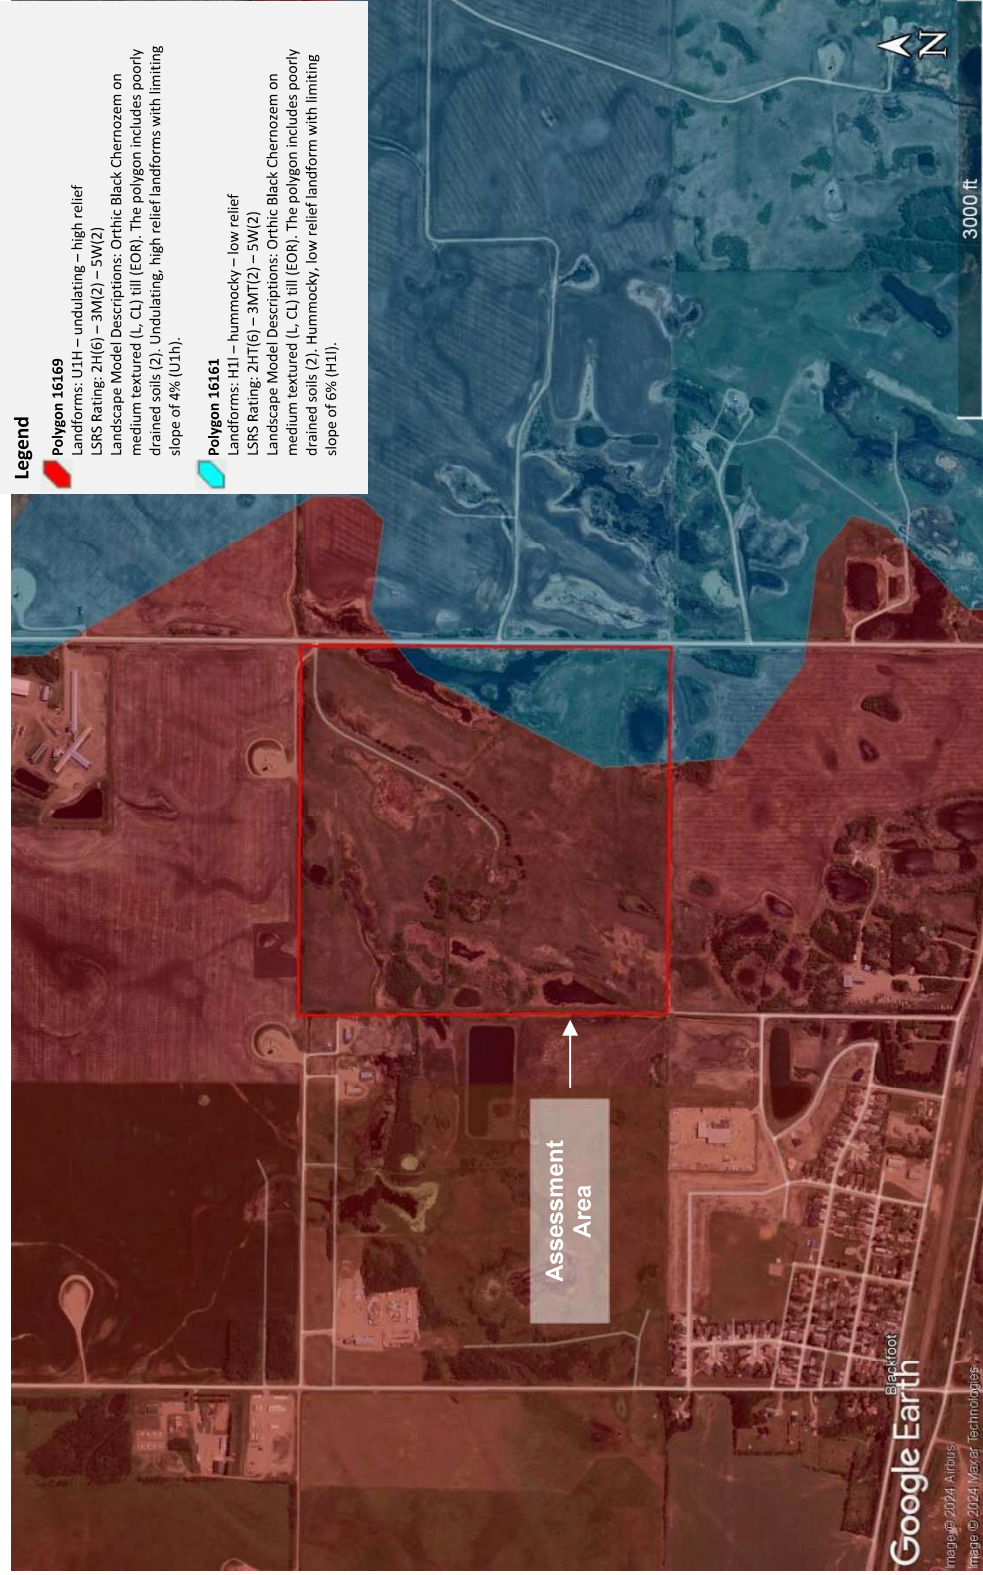 Legend
Polygon 16169
Landforms: U1H – undulating – high relief
LSRS Rating: 2H(6) – 3M(2) – 5W(2)
Landscape Model Descriptions: Orthic Black Chernozem on
medium textured (L, CL) till (EOR). The polygon includes poorly
drained soils (2). Undulating, high relief landforms with limiting
slope of 4% (U1h).
Polygon 16161
Landforms: H1l – hummocky – low relief
LSRS Rating: 2HT(6) – 3MT(2) – 5W(2)
Landscape Model Descriptions: Orthic Black Chernozem on
medium textured (L, CL) till (EOR). The polygon includes poorly
drained soils (2). Hummocky, low relief landform with limiting
slope of 6% (H1l).
N
Assessment
Area
3000 ft
Blackfoot
Google Earth
Image © 2024 Airbus
Image © 2024 Maxar Technologies